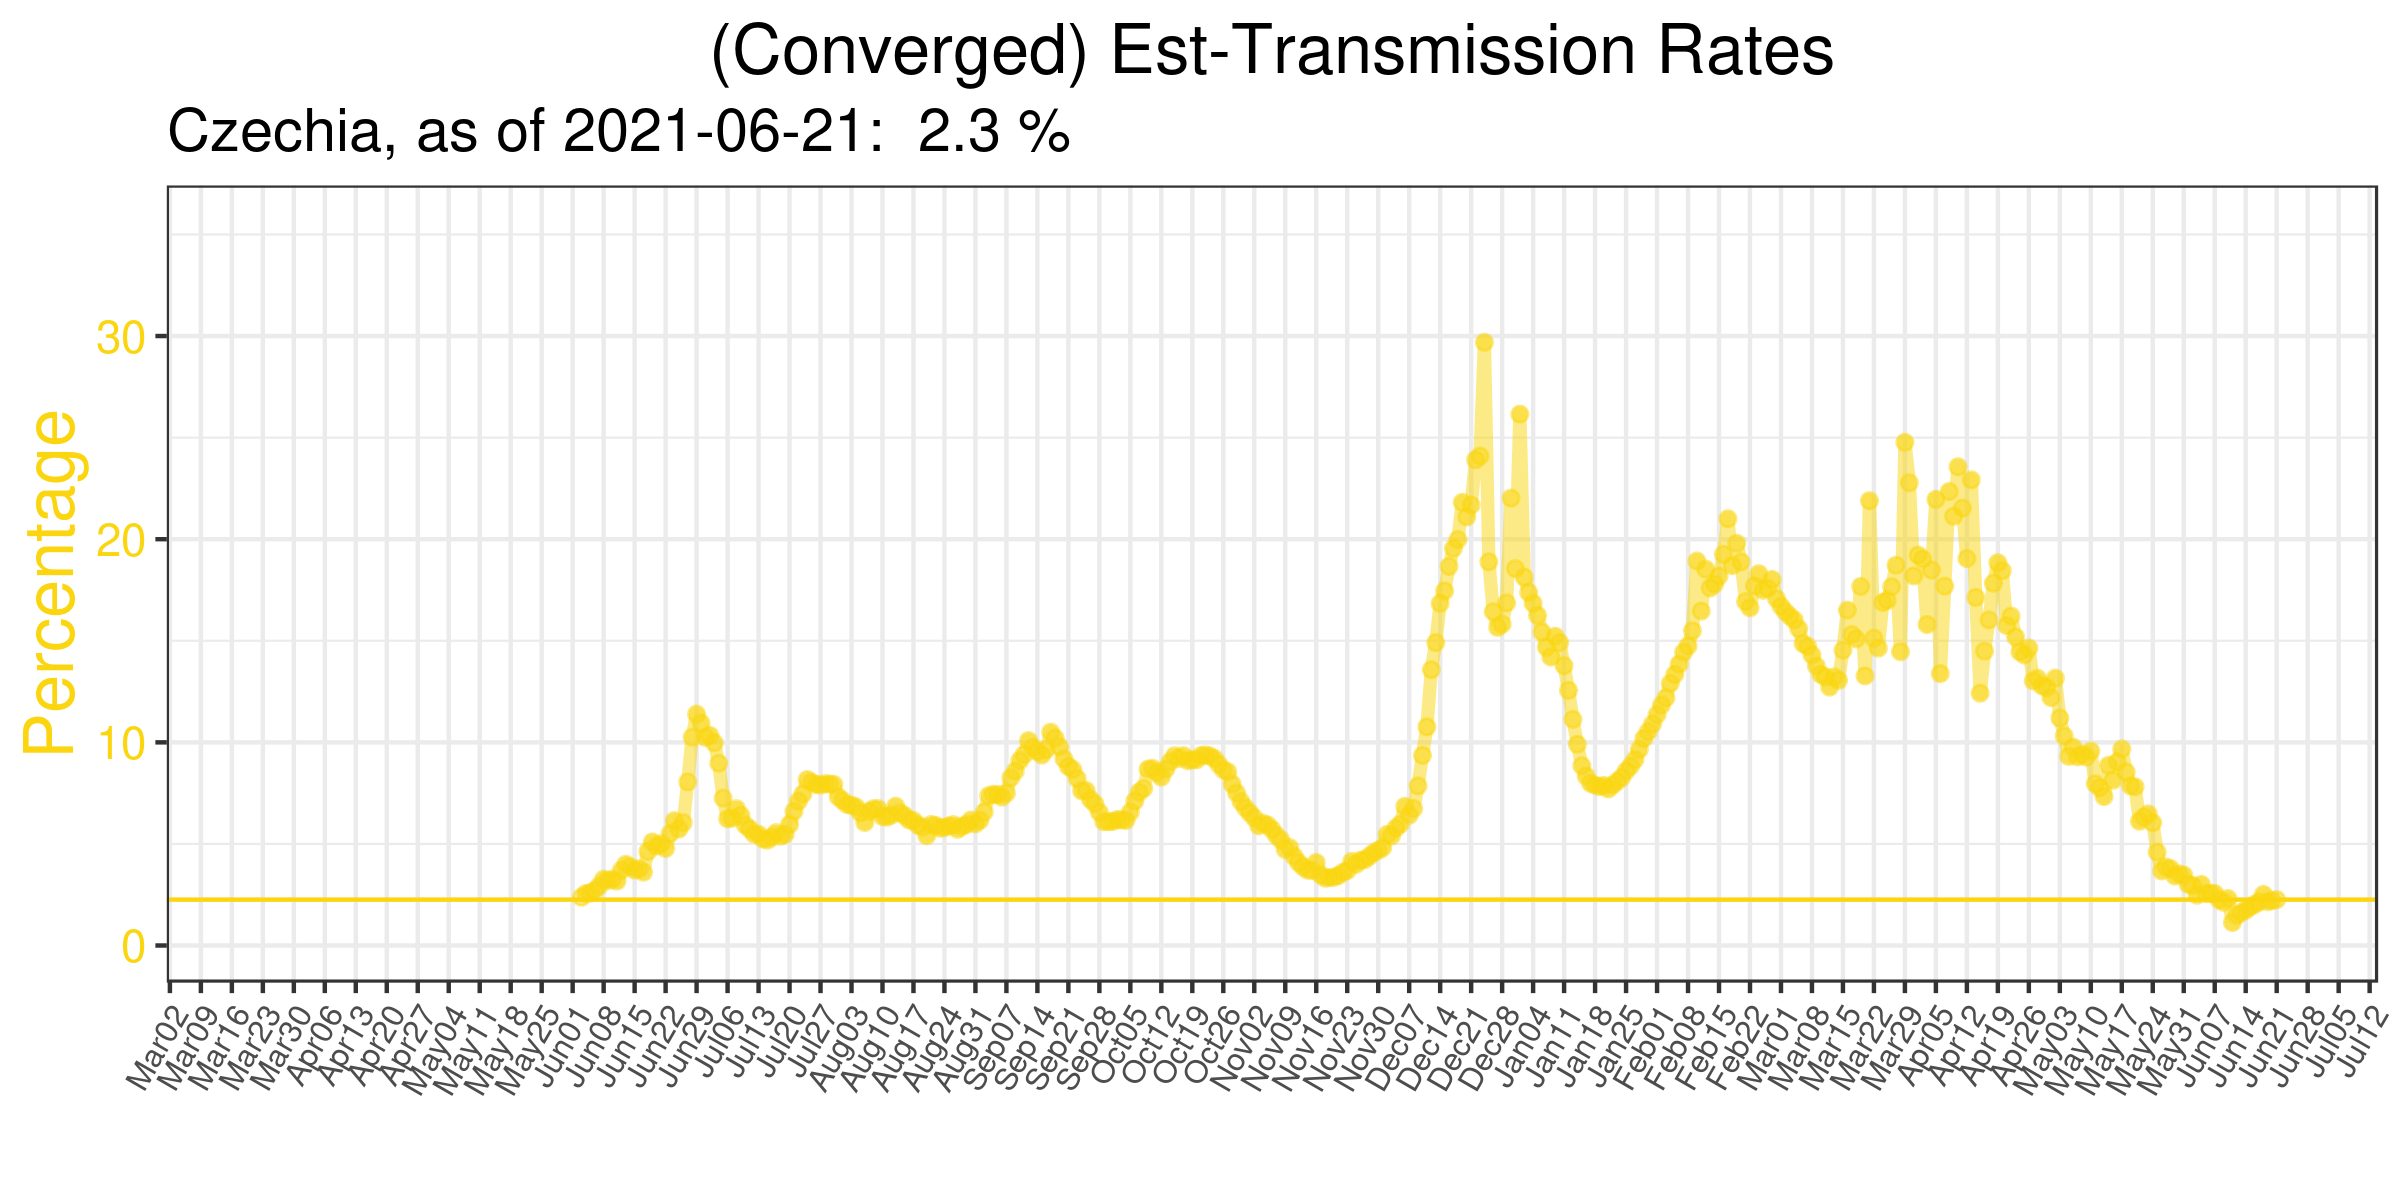 (Converged) Est-Transmission Rates
Czechia, as of 2021-06-21:  2.3 %
Percentage
30
20
10
0
Mar02
Mar09
Mar16
Mar23
Mar30
Apr06
Apr13
Apr20
Apr27
May04
May11
May18
May25
Jun01
Jun08
Jun15
Jun22
Jun29
Jul06
Jul13
Jul20
Jul27
Aug03
Aug10
Aug17
Aug24
Aug31
Sep07
Sep14
Sep21
Sep28
Oct05
Oct12
Oct19
Oct26
Nov02
Nov09
Nov16
Nov23
Nov30
Dec07
Dec14
Dec21
Dec28
Jan04
Jan11
Jan18
Jan25
Feb01
Feb08
Feb15
Feb22
Mar01
Mar08
Mar15
Mar22
Mar29
Apr05
Apr12
Apr19
Apr26
May03
May10
May17
May24
May31
Jun07
Jun14
Jun21
Jun28
Jul05
Jul12